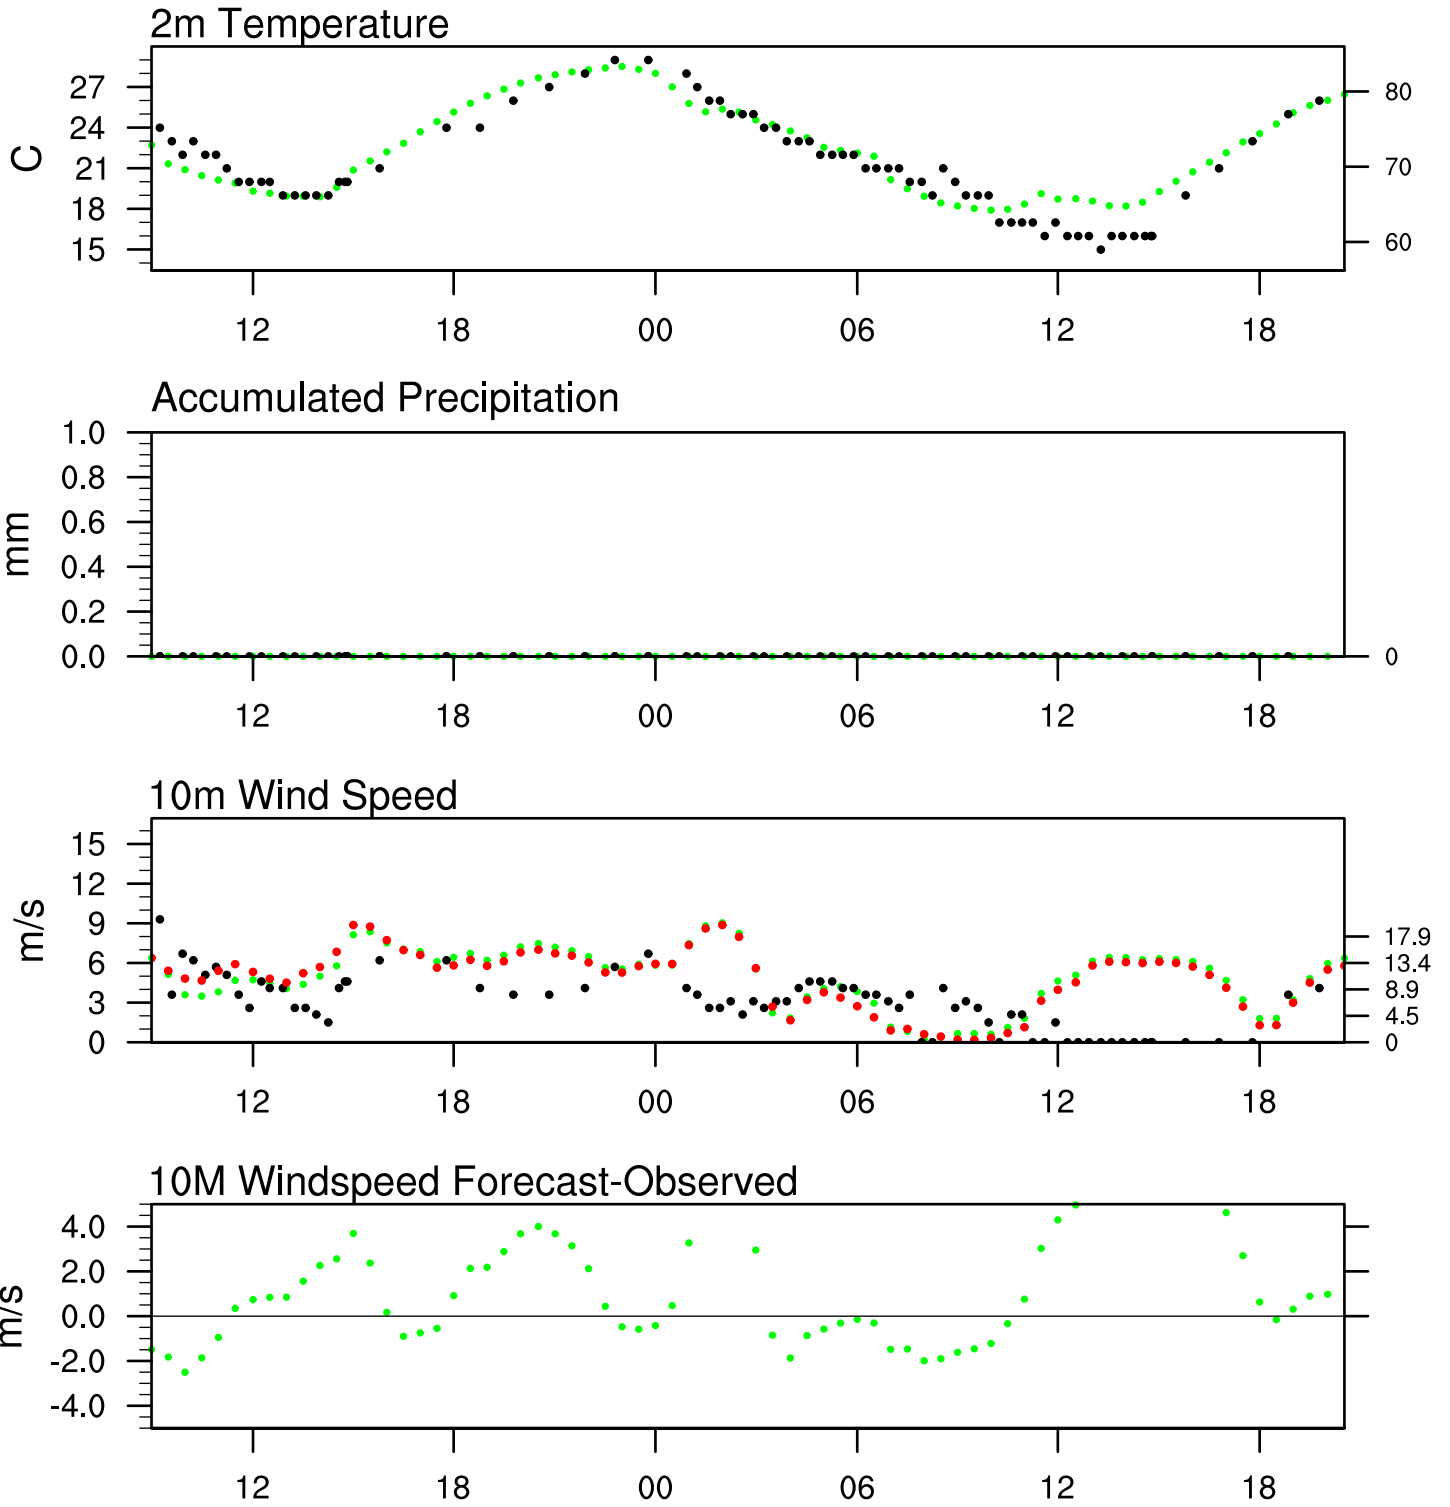 2m Temperature
C
27
24
21
18
15
80
70
60
12 18 00 06 12 18
Accumulated Precipitation
mm
1.0
0.8
0.6
0.4
0.2
0.0
0
12 18 00 06 12 18
10m Wind Speed
m/s
15
12
9
6
3
0
17.9
13.4
8.9
4.5
0
12 18 00 06 12 18
10M Windspeed Forecast-Observed
m/s
4.0
2.0
0.0
-2.0
-4.0
12 18 00 06 12 18